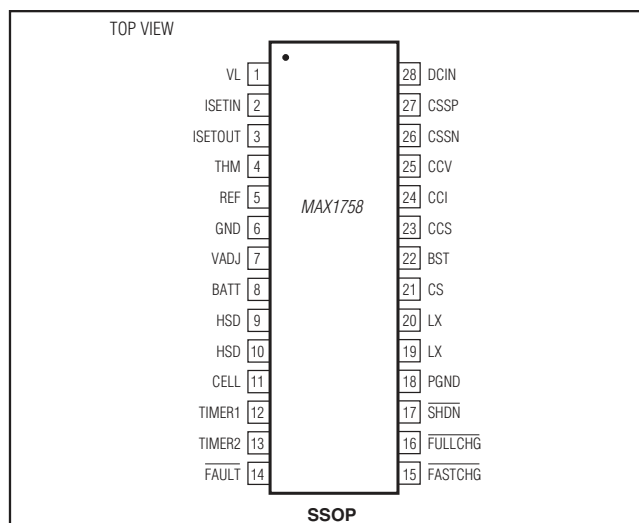 TOP VIEW
VL 1 28 DCIN
ISETIN 2 27 CSSP
ISETOUT 3 26 CSSN
THM 4 25 CCV
REF 5 24 CCI
MAX1758
GND 6 23 CCS
VADJ 7 22 BST
BATT 8 21 CS
HSD 9 20 LX
HSD 10 19 LX
CELL 11 18 PGND
TIMER1 12 17 SHDN
TIMER2 13 16 FULLCHG
FAULT 14 15 FASTCHG
SSOP